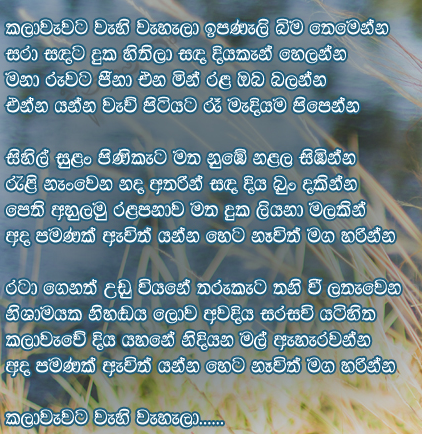 කලාවැවට වැහි වැහැලා ඉපණැලි බිම තෙමෙන්න
සරා සඳට දුක හිතිලා සඳ දියකැන් හෙලන්න
මනා රුවට පීනා එන මින් රළ ඔබ බලන්න
එන්න යන්න වැව් පිටියට රෑ මැදියම පිපෙන්න
සිහිල් සුළං පිණිකැට මත නුඹේ නළල සිඹින්න
රැළි නැංවෙන නද අතරින් සඳ දිය බුං දකින්න
පෙති අහුලමු රළපනාව මත දුක ලියනා මලකින්
අද පමණක් ඇවිත් යන්න හෙට නෑවිත් මග හරින්න
රටා ගෙනත් උඩු වියනේ තරුකැට තනි වී ලතැවෙන
නිශාමයක නිහඬය ලොව අවදිය සරසවි යටිහිත
කලාවැවේ දිය යහනේ නිදියන මල් ඇහැරවන්න
අද පමණක් ඇවිත් යන්න හෙට නෑවිත් මග හරින්න
කලාවැවට වැහි වැහැලා......